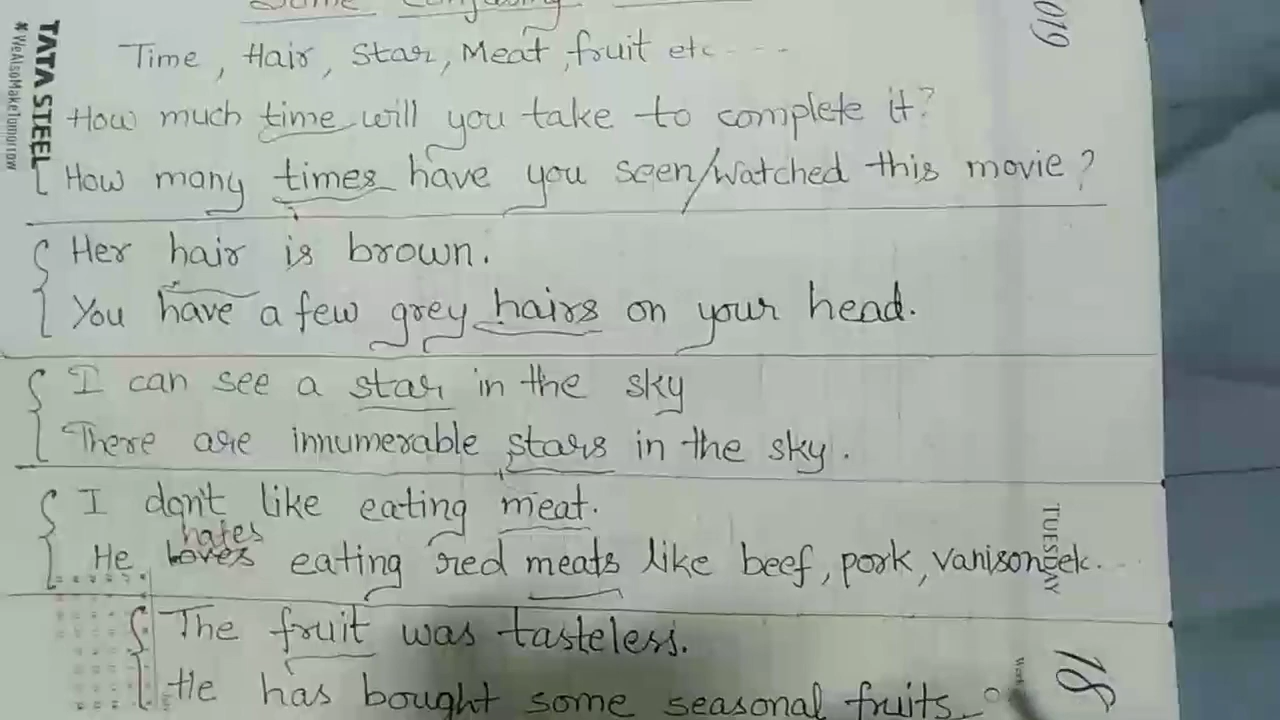 Some Confusing
Time, Hair, Star, Meat, fruit etc ----
How much time will you take to complete it?
How many times have you seen/watched this movie?
Her hair is brown.
You have a few grey hairs on your head.
I can see a star in the sky
There are innumerable stars in the sky.
I don't like eating meat.
hates
He loves eating red meats like beef, pork, vanison etc...
The fruit was tasteless.
He has bought some seasonal fruits.
TATA STEEL
#WeAlsoMakeTomorrow
019
TUESDAY
18